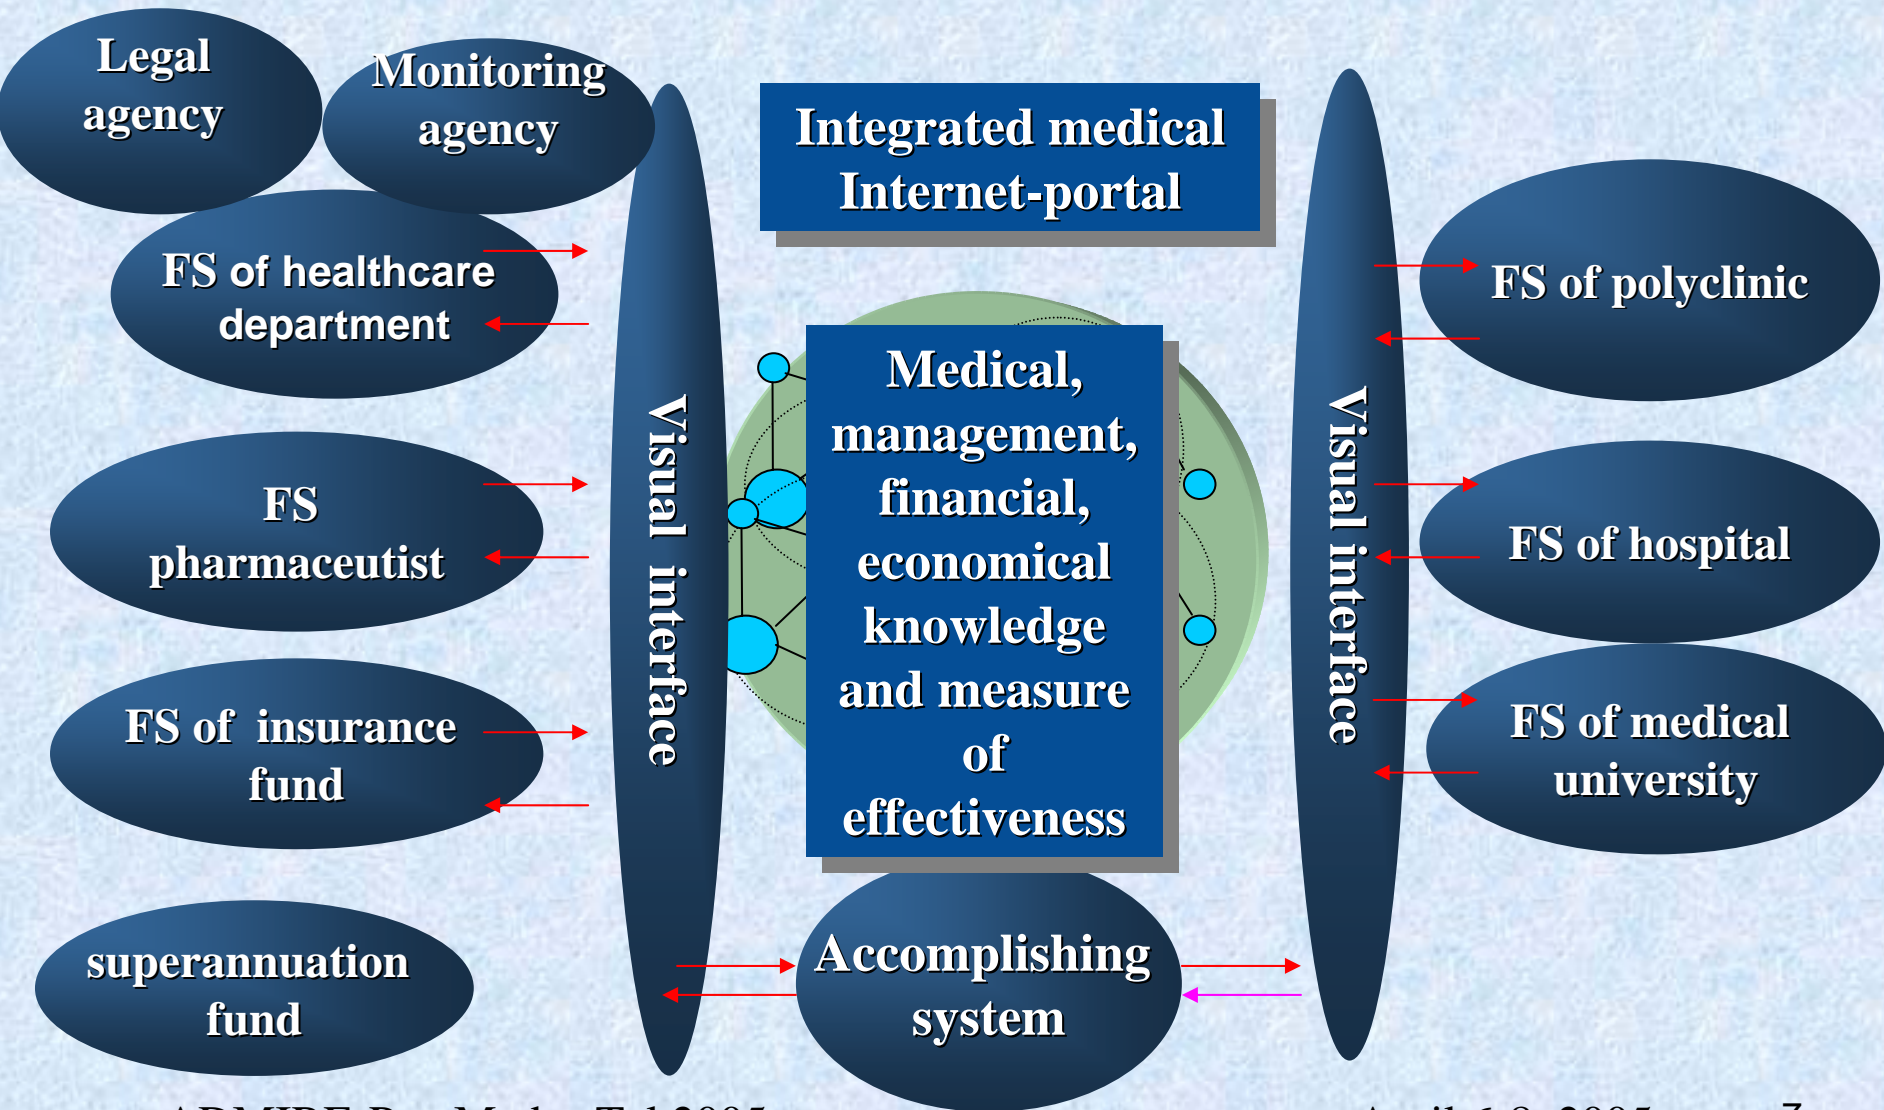 Legal
agency
Monitoring
agency
Integrated medical
Internet-portal
FS of healthcare
department
FS of polyclinic
Medical,
management,
financial,
economical
knowledge
and measure
of
effectiveness
Visual interface
Visual interface
FS
pharmaceutist
FS of hospital
FS of insurance
fund
FS of medical
university
superannuation
fund
Accomplishing
system
2005
2005